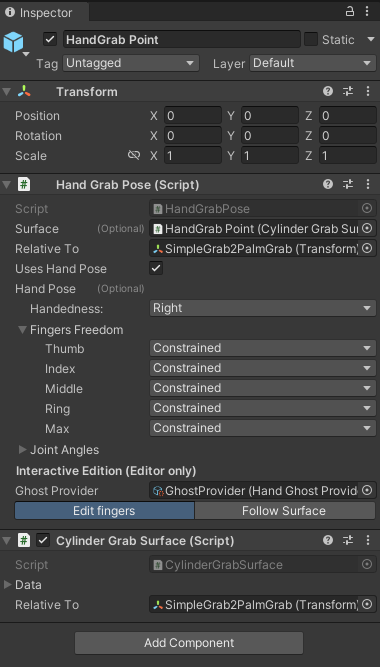 Inspector
HandGrab Point Static
Tag Untagged Layer Default
Transform
Position X 0 Y 0 Z 0
Rotation X 0 Y 0 Z 0
Scale X 1 Y 1 Z 1
# Hand Grab Pose (Script)
Script # HandGrabPose
Surface (Optional) # HandGrab Point (Cylinder Grab Sur
Relative To SimpleGrab2PalmGrab (Transform)
Uses Hand Pose
Hand Pose (Optional)
Handedness: Right
Fingers Freedom
Thumb Constrained
Index Constrained
Middle Constrained
Ring Constrained
Max Constrained
Joint Angles
Interactive Edition (Editor only)
Ghost Provider GhostProvider (Hand Ghost Provide
Edit fingers Follow Surface
# Cylinder Grab Surface (Script)
Script # CylinderGrabSurface
Data
Relative To SimpleGrab2PalmGrab (Transform)
Add Component